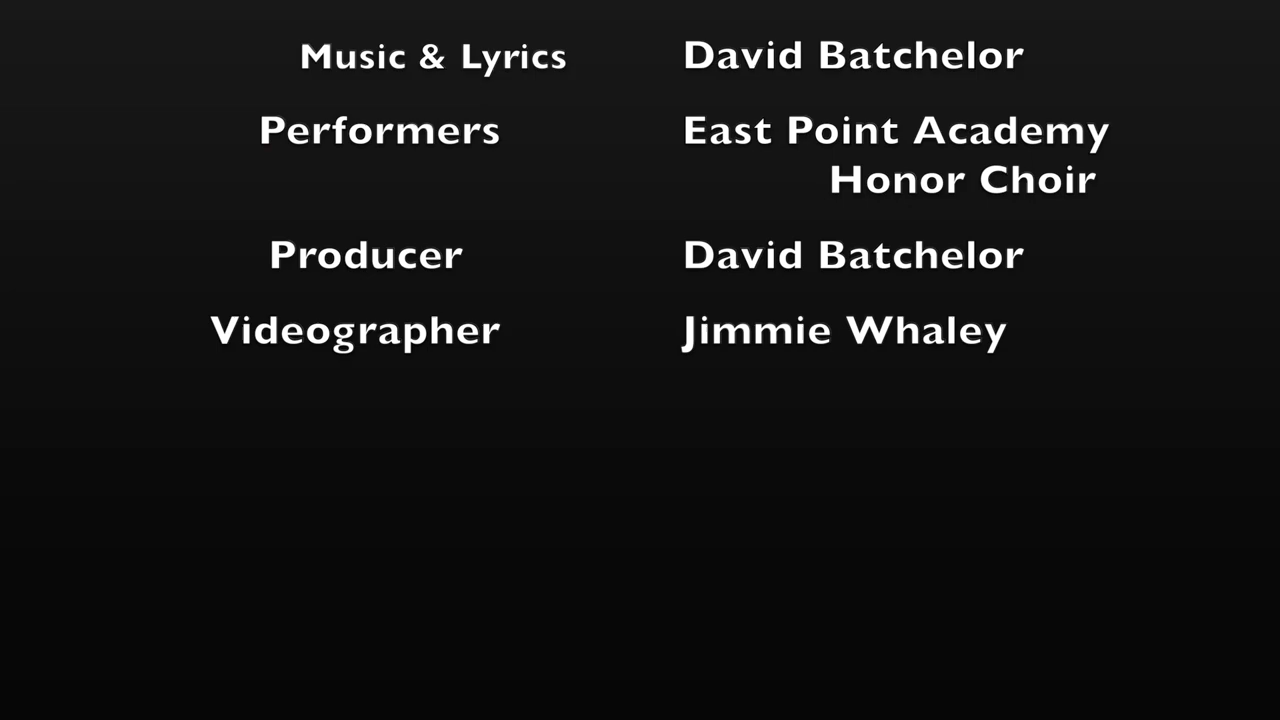 Music & Lyrics David Batchelor
Performers East Point Academy
Honor Choir
Producer David Batchelor
Videographer Jimmie Whaley